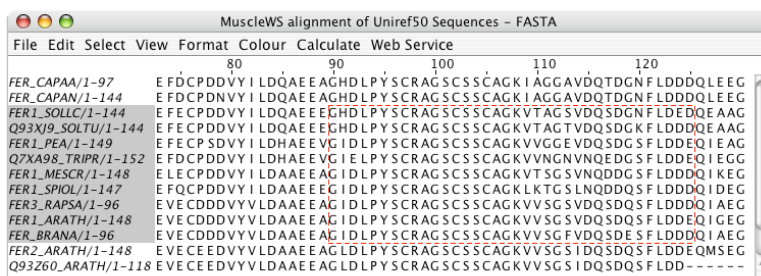 MuscleWS alignment of Uniref50 Sequences - FASTA
File Edit Select View Format Colour Calculate Web Service
80 90 100 110 120
FER_CAPAA/1-97 EFDCPDDVYILDQAEEAGHDLPYSCRAGSCSSCAGKIAGGAVDQTDGNFLDDDQLEEG
FER_CAPAN/1-144 EFDCPDNVYILDQAEEAGHDLPYSCRAGSCSSCAGKIAGGAVDQTDGNFLDDDQLEEG
FER1_SOLLC/1-144 EFECPDDVYILDQAEEEGHDLPYSCRAGSCSSCAGKVTAGSVDQSDGNFLDEDQEAAG
Q93XJ9_SOLTU/1-144 EFECPDDVYILDQAEEEGHDLPYSCRAGSCSSCAGKVTAGTVDQSDGKFLDDDQEAAG
FER1_PEA/1-149 EFECPSDVYILDHAEEVGIDLPYSCRAGSCSSCAGKVVGGEVDQSDGSFLDDEQIEAG
Q7XA98_TRIPR/1-152 EFDCPDDVYILDHAEEVGIELPYSCRAGSCSSCAGKVVNGNVNQEDGSFLDDEQIEGG
FER1_MESCR/1-148 ELECPDDVYILDAAEEAGIDLPYSCRAGSCSSCAGKVTSGSVNQDDGSFLDDDQIKEG
FER1_SPIOL/1-147 EFQCPDDVYILDAAEEEGIDLPYSCRAGSCSSCAGKLKTGSLNQDDQSFLDDDQIDEG
FER3_RAPSA/1-96 EVECDDDVYVLDAAEEAGIDLPYSCRAGSCSSCAGKVVSGSVDQSDQSFLDDDQIAEG
FER1_ARATH/1-148 EVECDDDVYVLDAAEEAGIDLPYSCRAGSCSSCAGKVVSGSVDQSDQSFLDDEQIGEG
FER_BRANA/1-96 EVECDDDVYVLDAAEEAGIDLPYSCRAGSCSSCAGKVVSGFVDQSDESFLDDDQIAEG
FER2_ARATH/1-148 EVECEEDVYVLDAAEEAGLDLPYSCRAGSCSSCAGKVVSGSIDQSDQSFLDDEQMSEG
Q93Z60_ARATH/1-118 EVECEEDVYVLDAAEEAGLDLPYSCRAGSCSSCAGKVVSGSIDQSDQSFLDD------